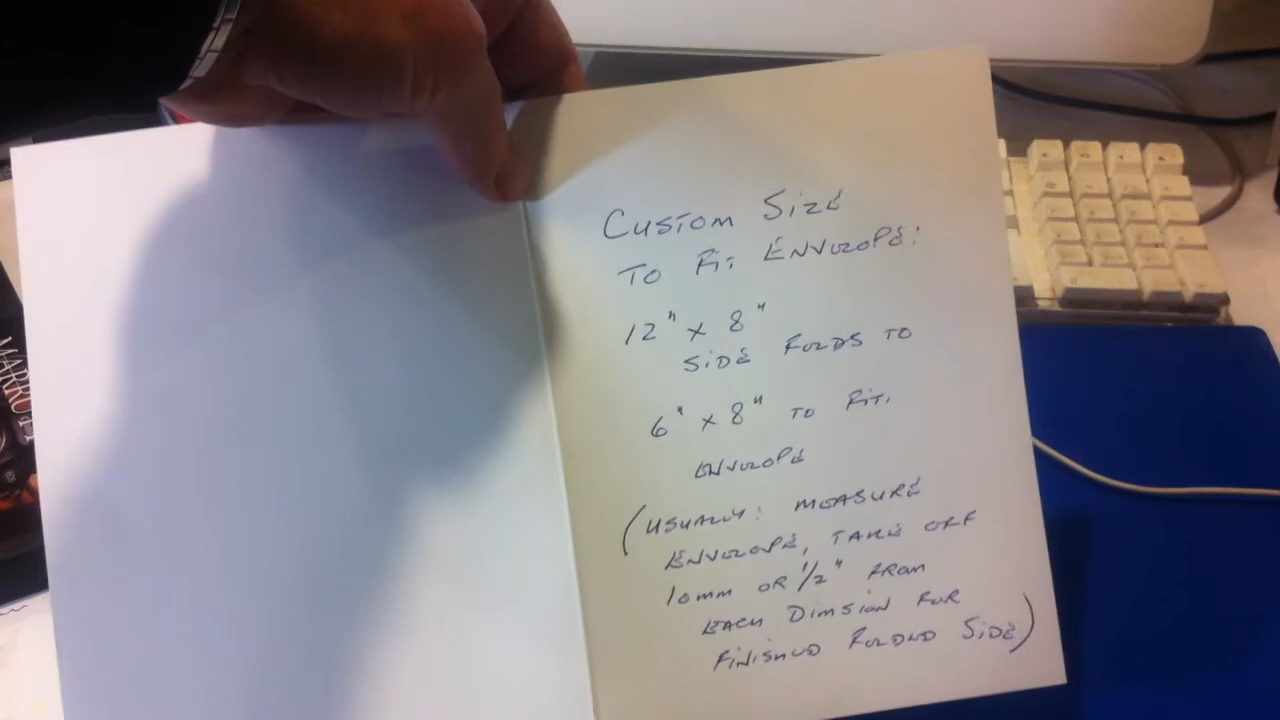 CUSTOM SIZE
TO FIT ENVELOPE:
12" x 8"
SIDE FOLDS TO
6" x 8" TO FIT.
ENVELOPE
(USUALLY: MEASURE
ENVELOPE, TAKE OFF
10mm OR 1/2" FROM
EACH DIMSION FOR
FINISHED FOLDED SIDE)